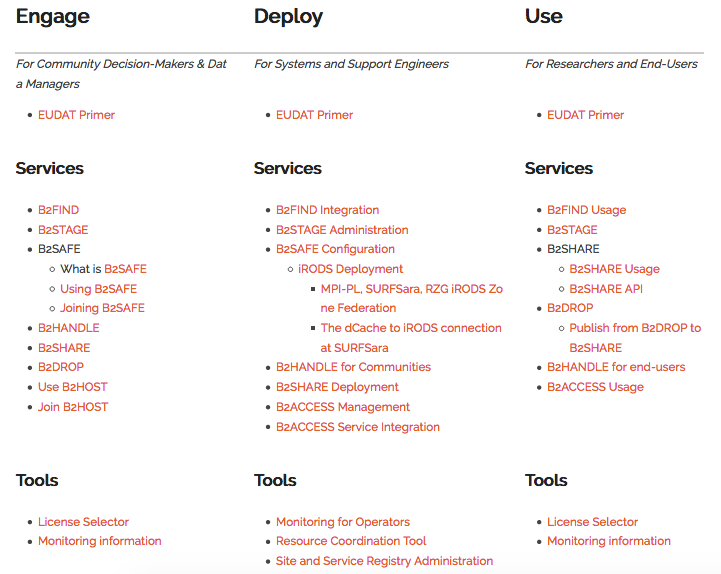 Engage
For Community Decision-Makers & Dat
a Managers
EUDAT Primer
Services
B2FIND
B2STAGE
B2SAFE
What is B2SAFE
Using B2SAFE
Joining B2SAFE
B2HANDLE
B2SHARE
B2DROP
Use B2HOST
Join B2HOST
Tools
License Selector
Monitoring information
Deploy
For Systems and Support Engineers
EUDAT Primer
Services
B2FIND Integration
B2STAGE Administration
B2SAFE Configuration
iRODS Deployment
MPI-PL, SURFSara, RZG iRODS Zo
ne Federation
The dCache to iRODS connection
at SURFSara
B2HANDLE for Communities
B2SHARE Deployment
B2ACCESS Management
B2ACCESS Service Integration
Tools
Monitoring for Operators
Resource Coordination Tool
Site and Service Registry Administration
Use
For Researchers and End-Users
EUDAT Primer
Services
B2FIND Usage
B2STAGE
B2SHARE
B2SHARE Usage
B2SHARE API
B2DROP
Publish from B2DROP to
B2SHARE
B2HANDLE for end-users
B2ACCESS Usage
Tools
License Selector
Monitoring information